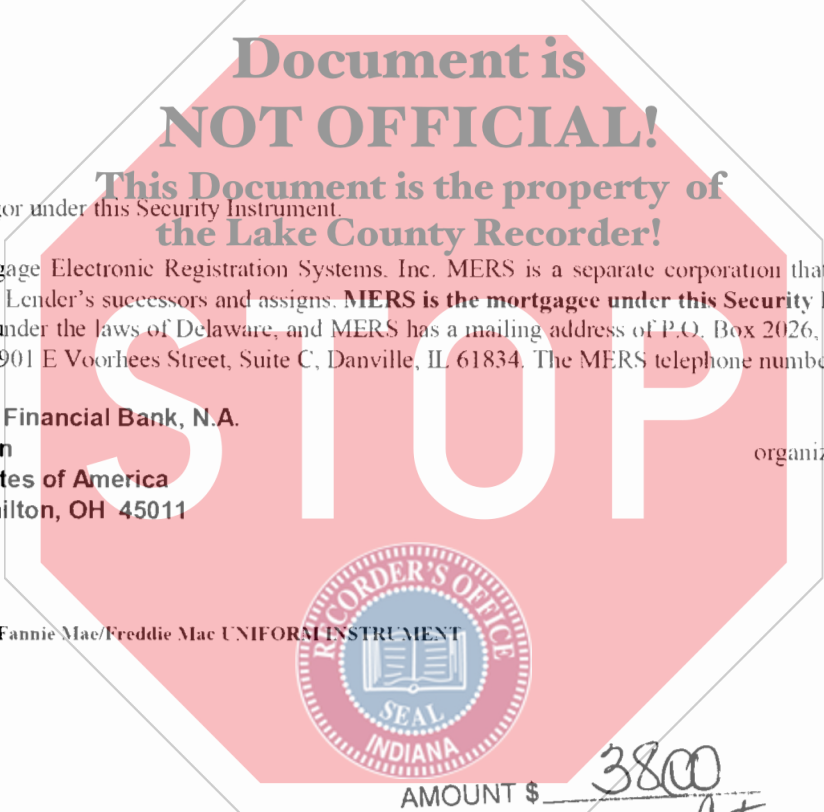 Document is
NOT OFFICIAL!
This Document is the property of
or under this Security Instrument.
the Lake County Recorder!
gage Electronic Registration Systems, Inc. MERS is a separate corporation that
Lender's successors and assigns. MERS is the mortgagee under this Security
under the laws of Delaware, and MERS has a mailing address of P.O. Box 2026,
901 E Voorhees Street, Suite C, Danville, IL 61834. The MERS telephone numbe
STOP
Financial Bank, N.A.
n
organiz
tes of America
ilton, OH 45011
RECORDER'S OFFICE
Fannie Mae/Freddie Mac UNIFORM INSTRUMENT
SEAL
INDIANA
AMOUNT $ 3800